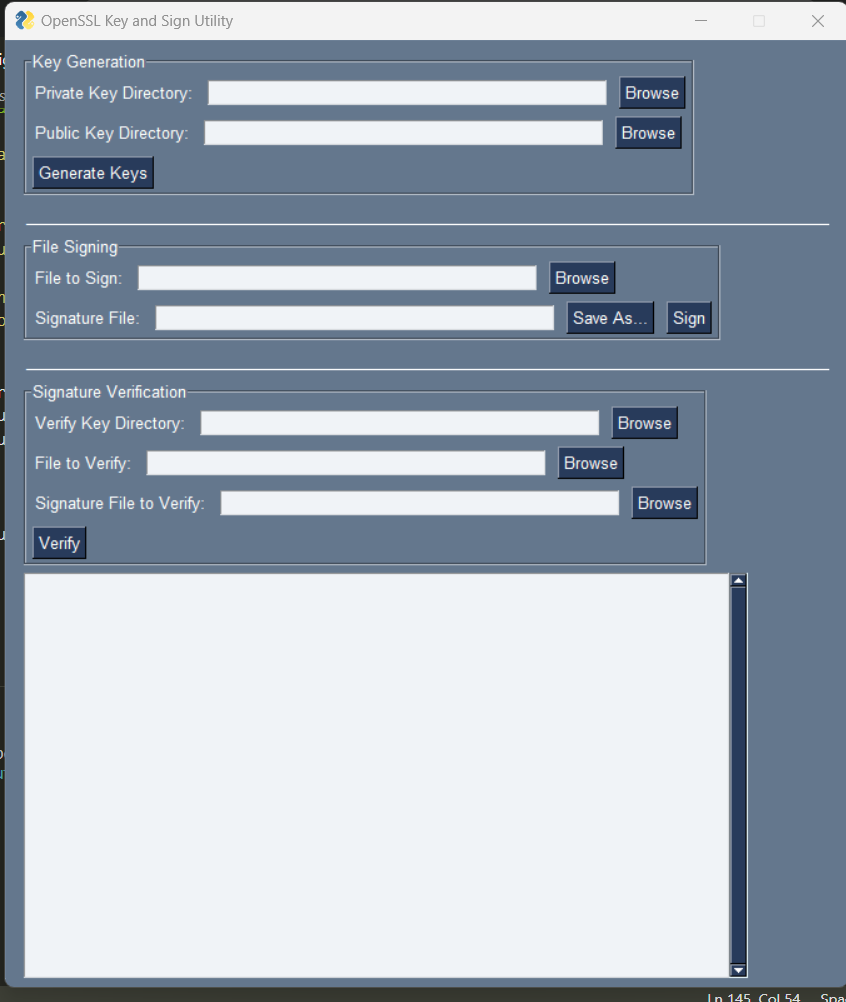 OpenSSL Key and Sign Utility
Key Generation
Private Key Directory: Browse
Public Key Directory: Browse
Generate Keys
File Signing
File to Sign: Browse
Signature File: Save As... Sign
Signature Verification
Verify Key Directory: Browse
File to Verify: Browse
Signature File to Verify: Browse
Verify
Ln 145, Col 54